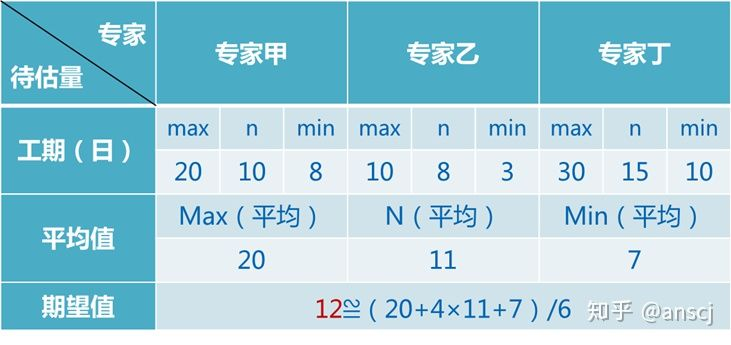 专家
待估量
专家甲 专家乙 专家丁
工期（日）
max n min max n min max n min
20 10 8 10 8 3 30 15 10
平均值
Max（平均） N（平均） Min（平均）
20 11 7
期望值 12≌（20+4×11+7）/6
知乎 @anscj